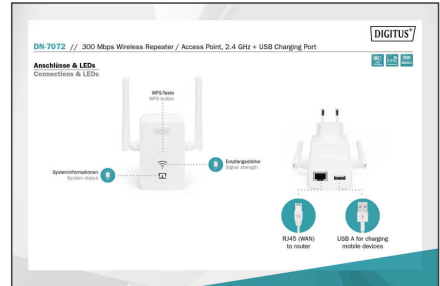 DIGITUS®
DN-7072 // 300 Mbps Wireless Repeater / Access Point, 2.4 GHz + USB Charging Port
300
Anschlüsse & LEDs
Connections & LEDs
WPS-Taste
WPS button
Systeminformationen
System status
Empfangsstärke
Signal strength
RJ45 (WAN)
to router
USB A for charging
mobile devices